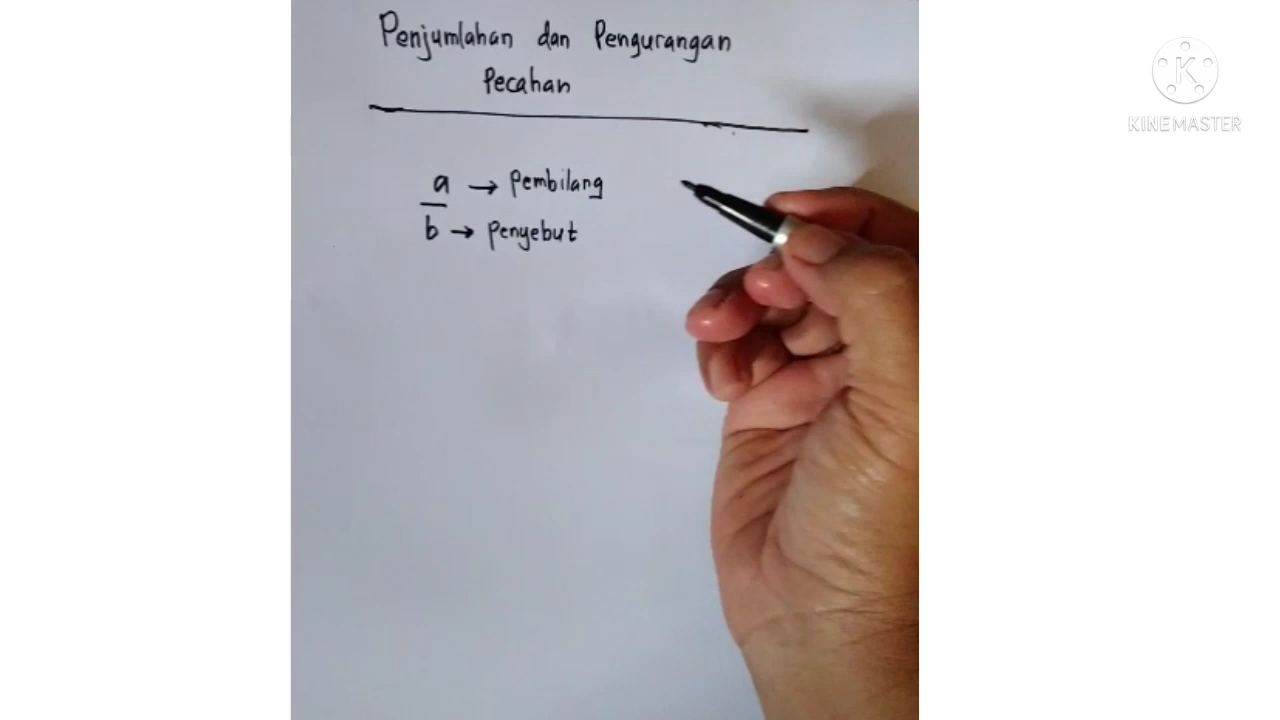 Penjumlahan dan Pengurangan
Pecahan
a → Pembilang
b → Penyebut
KINEMASTER